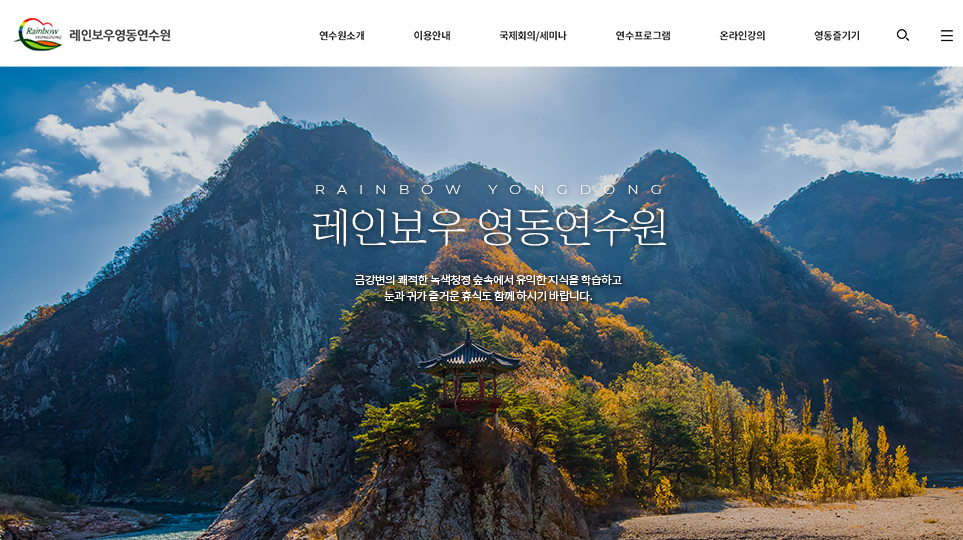 Rainbow
YEONGDONG
레인보우영동연수원
연수원소개
이용안내
국제회의/세미나
연수프로그램
온라인강의
영동즐기기
RAINBOW YONGDONG
레인보우 영동연수원
금강변의 쾌적한 녹색청정 숲속에서 유익한 지식을 학습하고
눈과 귀가 즐거운 휴식도 함께 하시기 바랍니다.